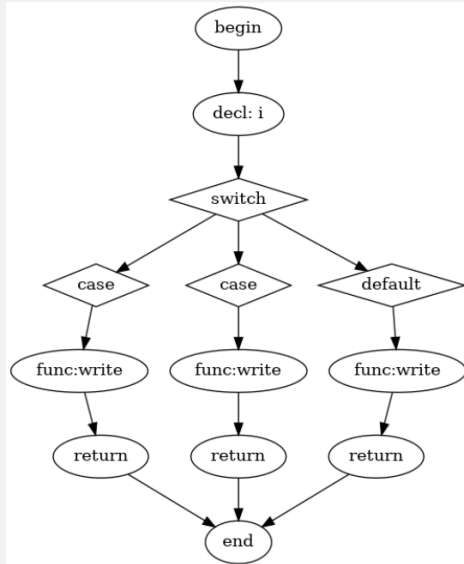 begin
decl: i
switch
case
case
default
func:write
func:write
func:write
return
return
return
end